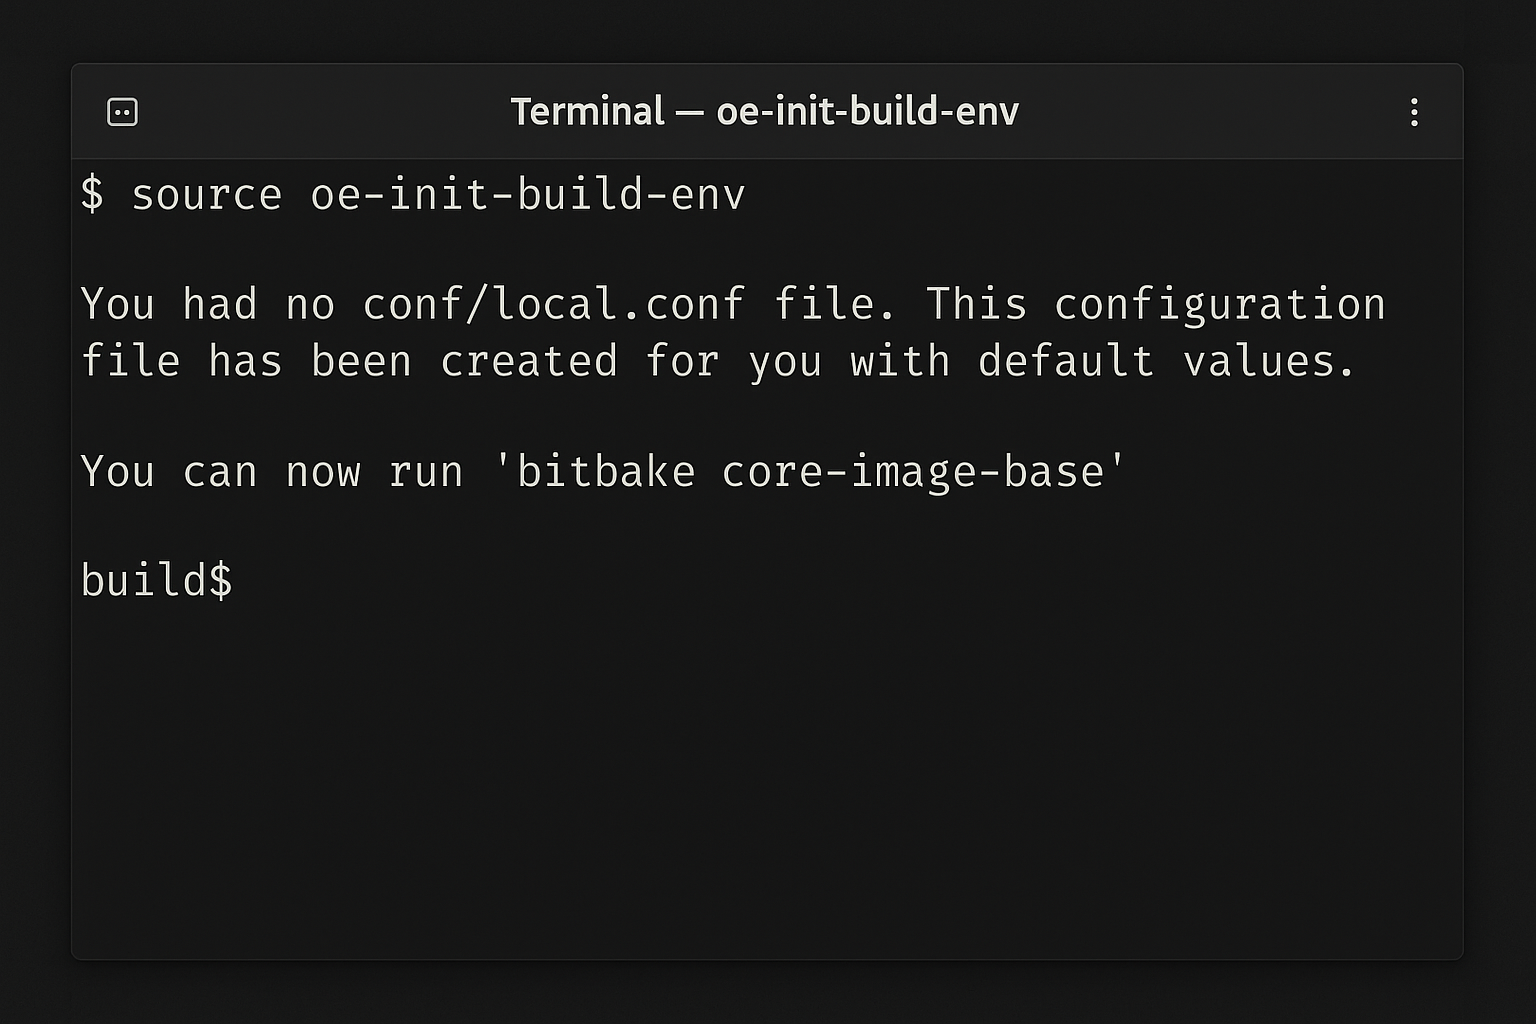 Terminal — oe-init-build-env
$ source oe-init-build-env
You had no conf/local.conf file. This configuration
file has been created for you with default values.
You can now run 'bitbake core-image-base'
build$